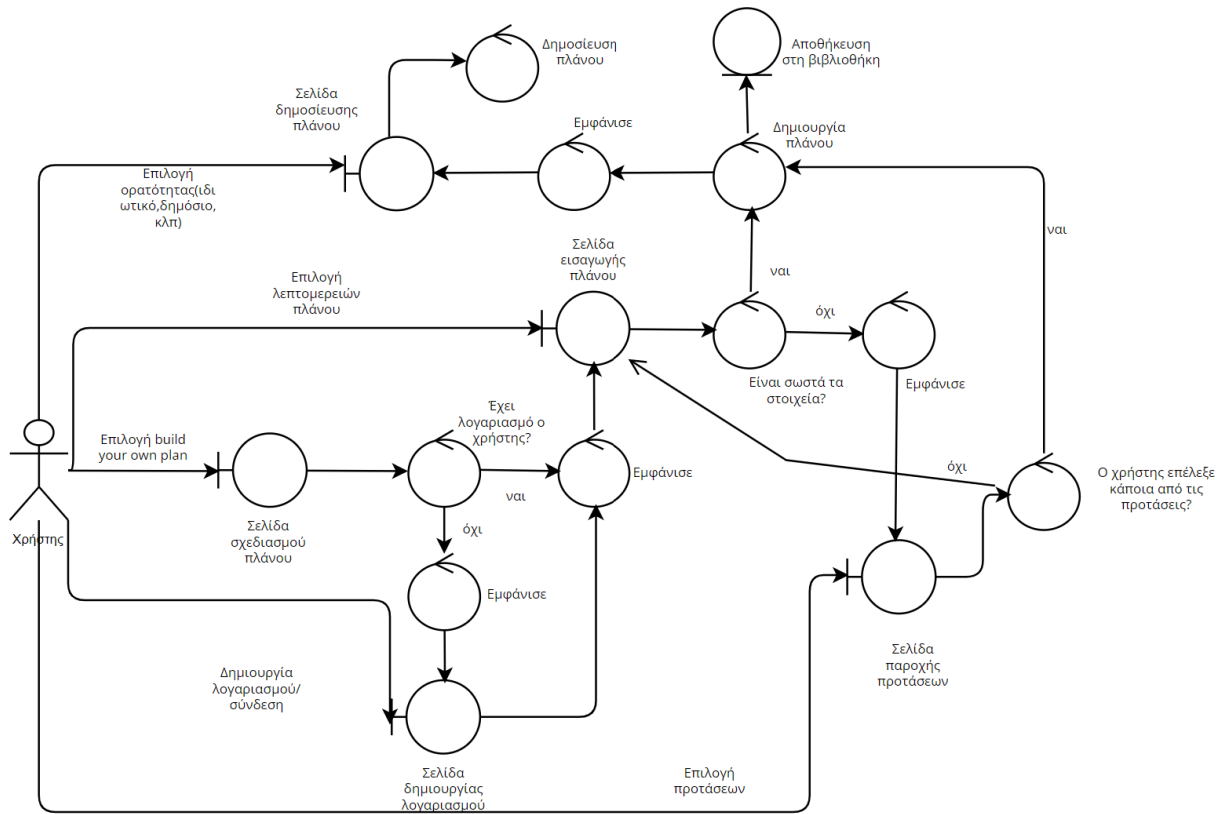 Δημοσίευση
πλάνου
Αποθήκευση
στη βιβλιοθήκη
Σελίδα
δημοσίευσης
πλάνου
Εμφάνισε
Δημιουργία
πλάνου
Επιλογή
ορατότητας(ιδι
ωτικό,δημόσιο,
κλπ)
ναι
Σελίδα
εισαγωγής
πλάνου
Επιλογή
λεπτομερειών
πλάνου
ναι
όχι
Είναι σωστά τα
στοιχεία?
Εμφάνισε
Έχει
λογαριασμό ο
χρήστης?
Επιλογή build
your own plan
Εμφάνισε
όχι
Ο χρήστης επέλεξε
κάποια από τις
προτάσεις?
ναι
Σελίδα
σχεδιασμού
πλάνου
όχι
Χρήστης
Εμφάνισε
Σελίδα
παροχής
προτάσεων
Δημιουργία
λογαριασμού/
σύνδεση
Σελίδα
δημιουργίας
λογαριασμού
Επιλογή
προτάσεων